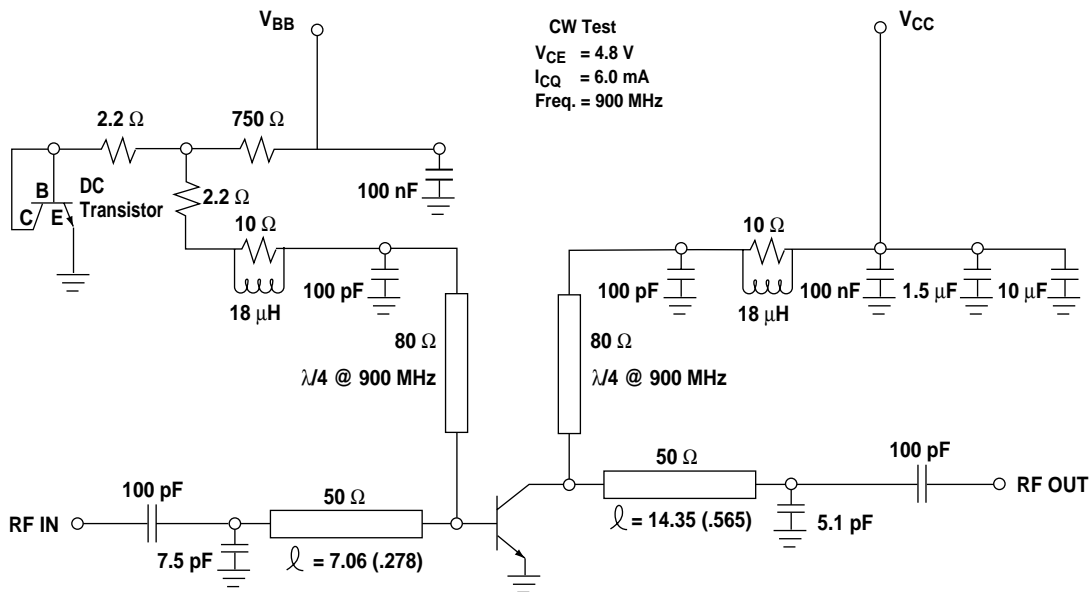 V_BB
CW Test
V_CE = 4.8 V
I_CQ = 6.0 mA
Freq. = 900 MHz
V_CC
2.2 Ω
750 Ω
B
C
E
DC
Transistor
2.2 Ω
100 nF
10 Ω
18 μH
100 pF
80 Ω
λ/4 @ 900 MHz
10 Ω
18 μH
100 pF
100 nF
1.5 μF
10 μF
80 Ω
λ/4 @ 900 MHz
RF IN
100 pF
7.5 pF
50 Ω
ℓ = 7.06 (.278)
50 Ω
ℓ = 14.35 (.565)
5.1 pF
100 pF
RF OUT